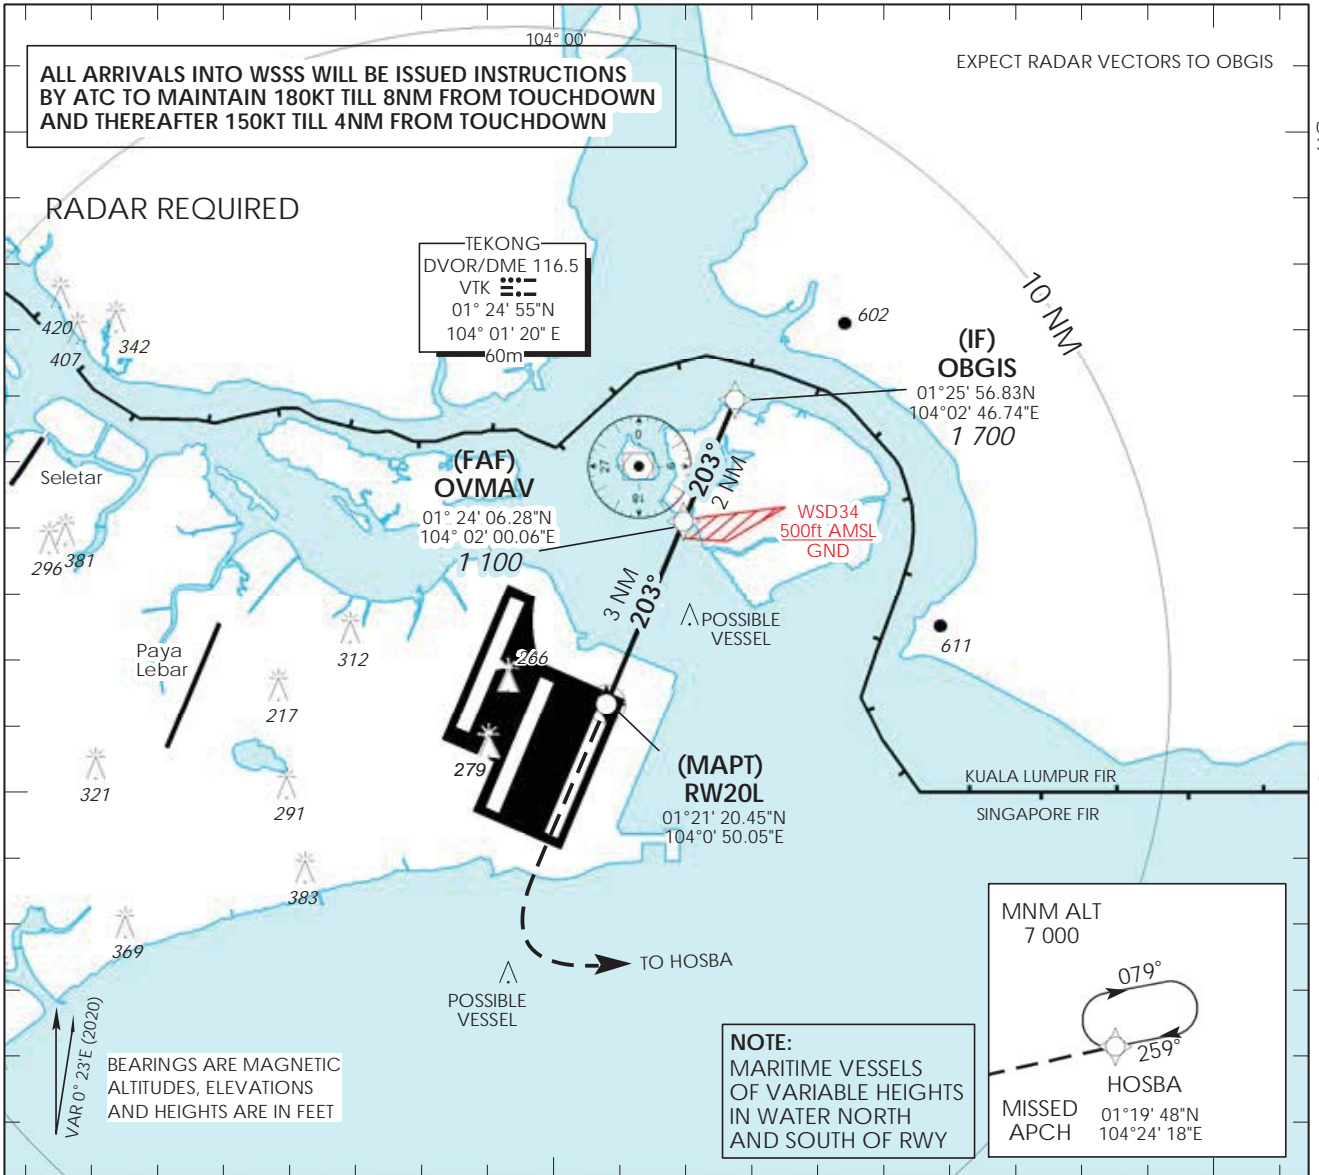 104° 00'
ALL ARRIVALS INTO WSSS WILL BE ISSUED INSTRUCTIONS
BY ATC TO MAINTAIN 180KT TILL 8NM FROM TOUCHDOWN
AND THEREAFTER 150KT TILL 4NM FROM TOUCHDOWN
EXPECT RADAR VECTORS TO OBGIS
RADAR REQUIRED
TEKONG
DVOR/DME 116.5
VTK
01° 24' 55"N
104° 01' 20" E
60m
10 NM
602
420
407
342
(IF)
OBGIS
01°25' 56.83N
104°02' 46.74"E
1 700
Seletar
(FAF)
OVMAV
01° 24' 06.28"N
104° 02' 00.06"E
1 100
0
9
18
27
203°
2 NM
WSD34
500ft AMSL
GND
296
381
3 NM
203°
POSSIBLE
VESSEL
611
Paya
Lebar
312
266
217
279
321
291
(MAPT)
RW20L
01°21' 20.45"N
104°0' 50.05"E
KUALA LUMPUR FIR
SINGAPORE FIR
383
369
TO HOSBA
POSSIBLE
VESSEL
VAR 0° 23'E (2020)
BEARINGS ARE MAGNETIC
ALTITUDES, ELEVATIONS
AND HEIGHTS ARE IN FEET
NOTE:
MARITIME VESSELS
OF VARIABLE HEIGHTS
IN WATER NORTH
AND SOUTH OF RWY
MNM ALT
7 000
079°
259°
HOSBA
01°19' 48"N
104°24' 18"E
MISSED
APCH